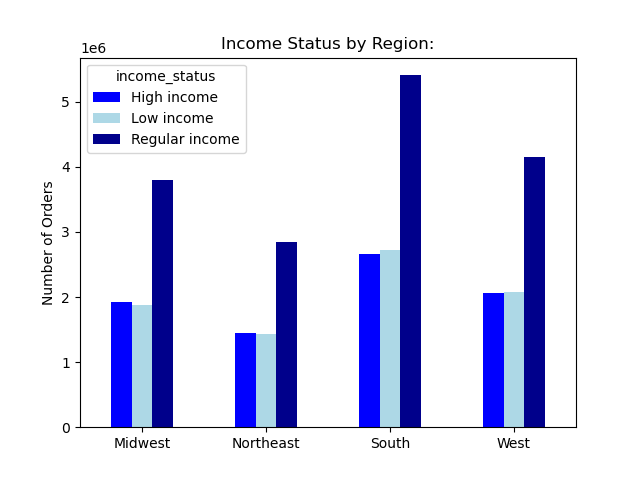 Income Status by Region:
1e6
income_status
High income
Low income
Regular income
Number of Orders
5
4
3
2
1
0
Midwest
Northeast
South
West